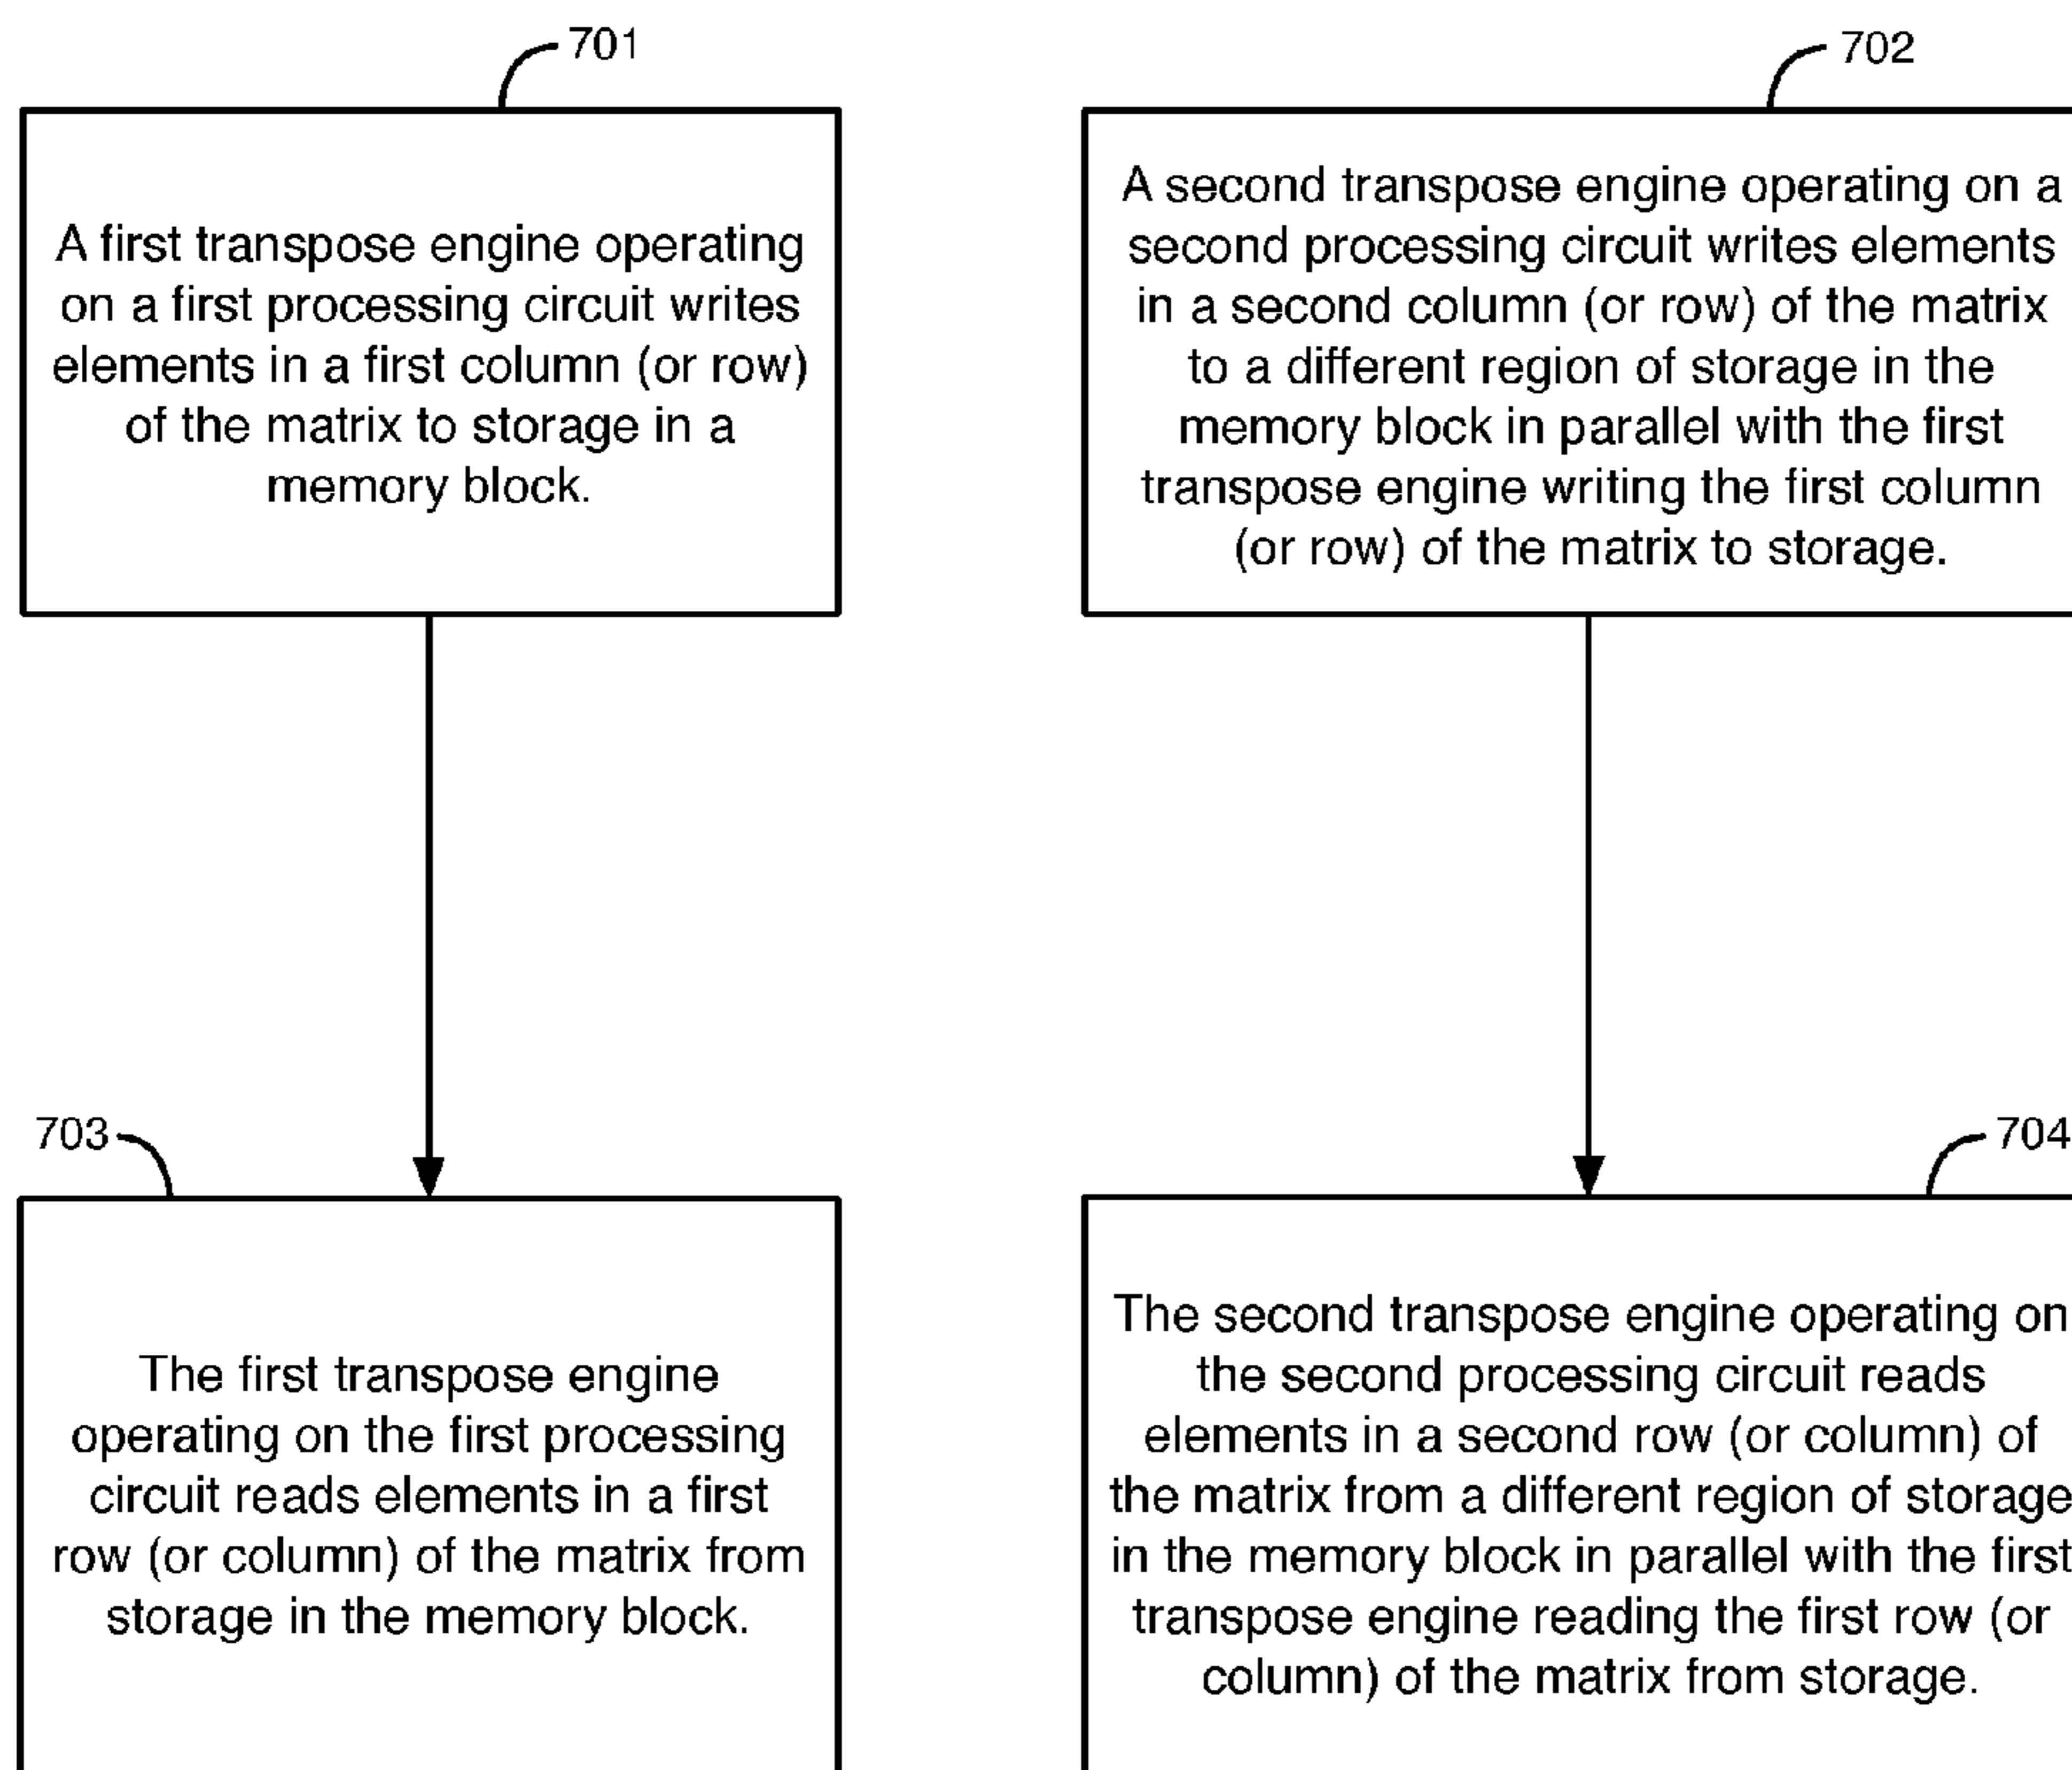 701
A first transpose engine operating
on a first processing circuit writes
elements in a first column (or row)
of the matrix to storage in a
memory block.
702
A second transpose engine operating on a
second processing circuit writes elements
in a second column (or row) of the matrix
to a different region of storage in the
memory block in parallel with the first
transpose engine writing the first column
(or row) of the matrix to storage.
703
The first transpose engine
operating on the first processing
circuit reads elements in a first
row (or column) of the matrix from
storage in the memory block.
704
The second transpose engine operating on
the second processing circuit reads
elements in a second row (or column) of
the matrix from a different region of storage
in the memory block in parallel with the first
transpose engine reading the first row (or
column) of the matrix from storage.